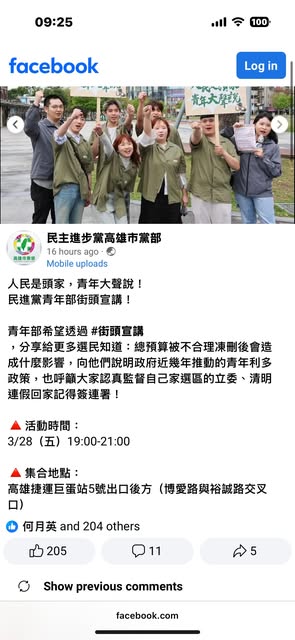 09:25
100
facebook
Log in
青年大聲說
民主進步黨高雄市黨部
16 hours ago
Mobile uploads
人民是頭家，青年大聲說！
民進黨青年部街頭宣講！
青年部希望透過 #街頭宣講
，分享給更多選民知道：總預算被不合理凍刪後會造
成什麼影響，向他們說明政府近幾年推動的青年利多
政策，也呼籲大家認真監督自己家選區的立委、清明
連假回家記得簽連署！
🔺 活動時間：
3/28（五）19:00-21:00
🔺 集合地點：
高雄捷運巨蛋站5號出口後方（博愛路與裕誠路交叉
口）
何月英 and 204 others
205
11
5
Show previous comments
facebook.com